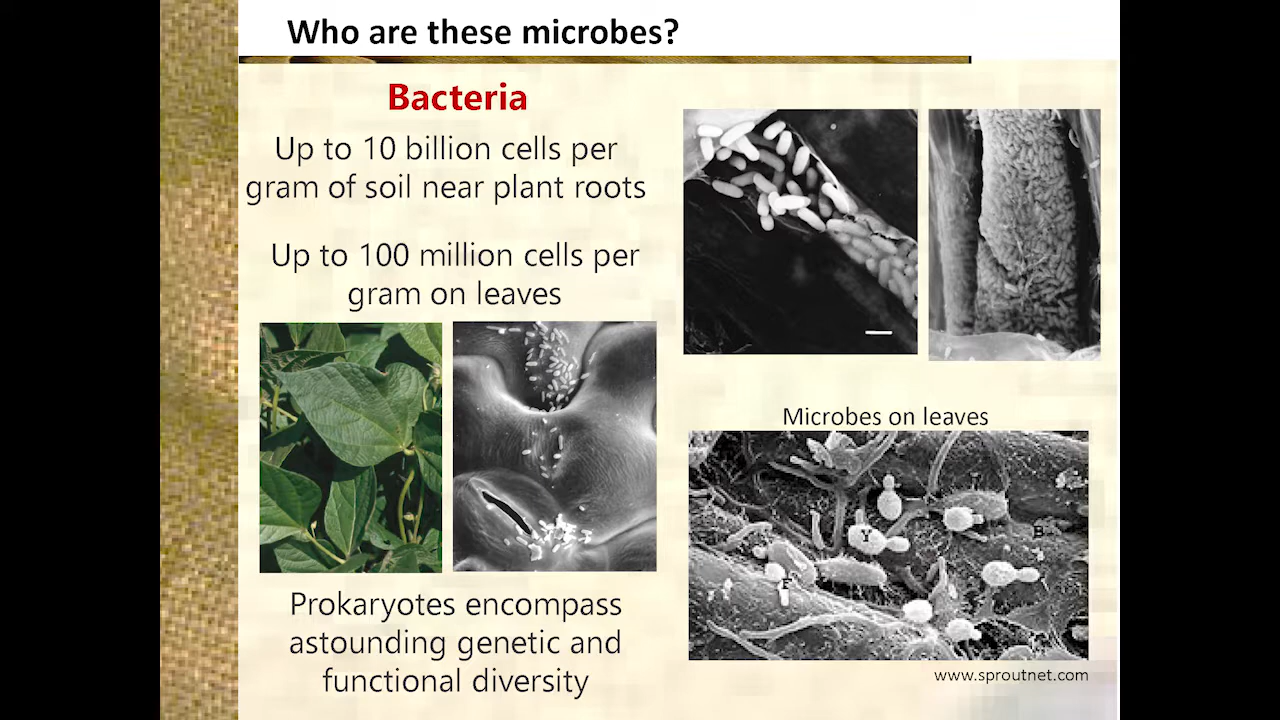 Who are these microbes?
Bacteria
Up to 10 billion cells per
gram of soil near plant roots
Up to 100 million cells per
gram on leaves
Prokaryotes encompass
astounding genetic and
functional diversity
Microbes on leaves
Y
B
F
www.sproutnet.com